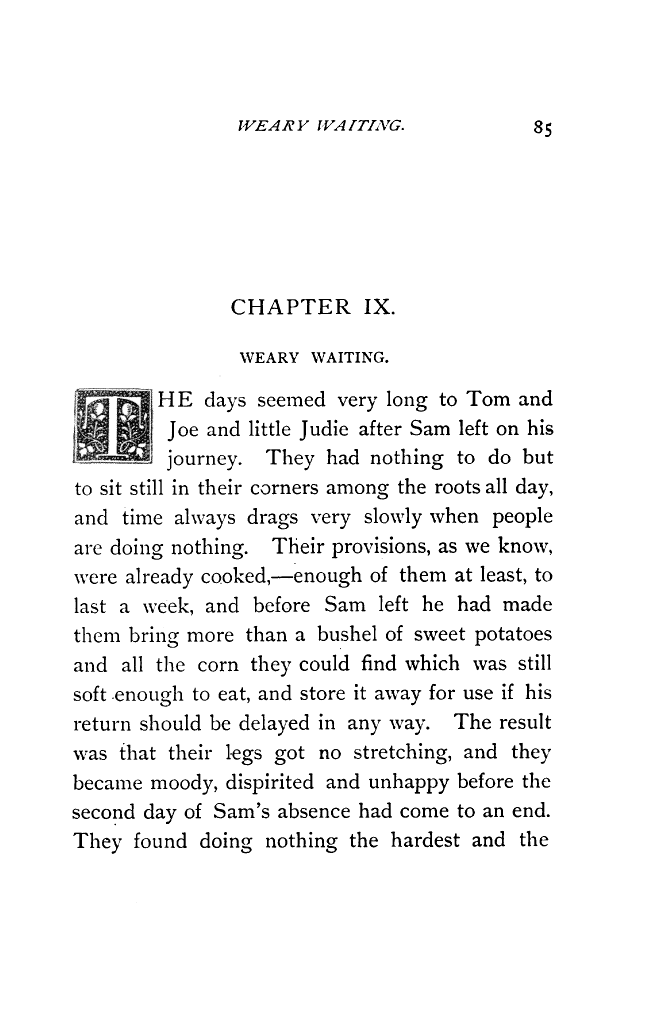 WEARY WAITING. 85
CHAPTER IX.
WEARY WAITING.
THE days seemed very long to Tom and
Joe and little Judie after Sam left on his
journey. They had nothing to do but
to sit still in their corners among the roots all day,
and time always drags very slowly when people
are doing nothing. Their provisions, as we know,
were already cooked,—enough of them at least, to
last a week, and before Sam left he had made
them bring more than a bushel of sweet potatoes
and all the corn they could find which was still
soft enough to eat, and store it away for use if his
return should be delayed in any way. The result
was that their legs got no stretching, and they
became moody, dispirited and unhappy before the
second day of Sam's absence had come to an end.
They found doing nothing the hardest and the